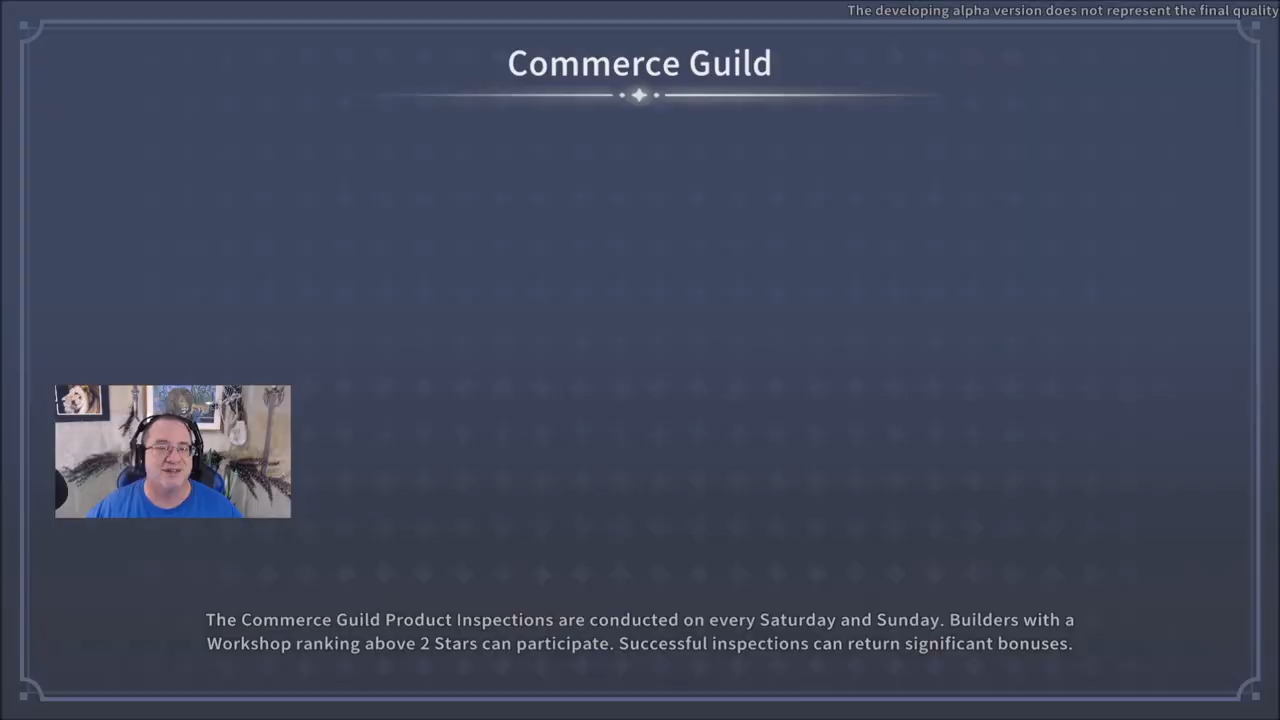 The developing alpha version does not represent the final quality
Commerce Guild
The Commerce Guild Product Inspections are conducted on every Saturday and Sunday. Builders with a
Workshop ranking above 2 Stars can participate. Successful inspections can return significant bonuses.